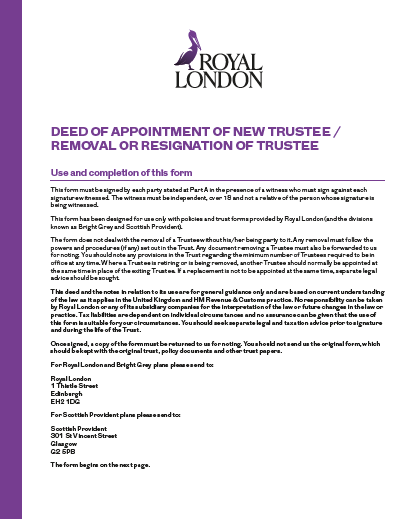 ROYAL
LONDON
DEED OF APPOINTMENT OF NEW TRUSTEE /
REMOVAL OR RESIGNATION OF TRUSTEE
Use and completion of this form
This form must be signed by each party stated at Part A in the presence of a witness who must sign against each
signature witnessed. The witness must be independent, over 18 and not a relative of the person whose signature is
being witnessed.
This form has been designed for use only with policies and trust forms provided by Royal London (and the divisions
known as Bright Grey and Scottish Provident).
The form does not deal with the removal of a Trustee without his/her being party to it. Any removal must follow the
powers and procedures (if any) set out in the Trust. Any document removing a Trustee must also be forwarded to us
for noting. You should note any provisions in the Trust regarding the minimum number of Trustees required to be in
office at any time. Where a Trustee is retiring or is being removed, another Trustee should normally be appointed at
the same time in place of the exiting Trustee. If a replacement is not to be appointed at the same time, separate legal
advice should be sought.
This deed and the notes in relation to its use are for general guidance only and are based on current understanding
of the law as it applies in the United Kingdom and HM Revenue & Customs practice. No responsibility can be taken
by Royal London or any of its subsidiary companies for the interpretation of the law or future changes in the law or
practice. Tax liabilities are dependent on individual circumstances and no assurance can be given that the use of
this form is suitable for your circumstances. You should seek separate legal and taxation advice prior to signature
and during the life of the Trust.
Once signed, a copy of the form must be returned to us for noting. You should not send us the original form, which
should be kept with the original trust, policy documents and other trust papers.
For Royal London and Bright Grey plans please send to:
Royal London
1 Thistle Street
Edinburgh
EH2 1DG
For Scottish Provident plans please send to:
Scottish Provident
301 St Vincent Street
Glasgow
G2 5PB
The form begins on the next page.